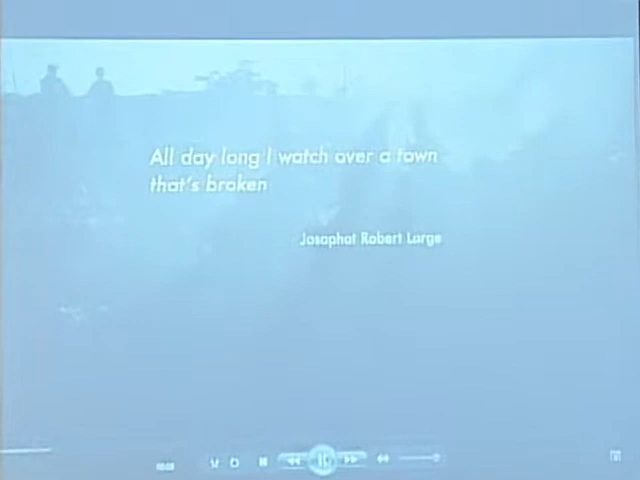 All day long I watch over a town
that's broken
Josaphat Robert Large